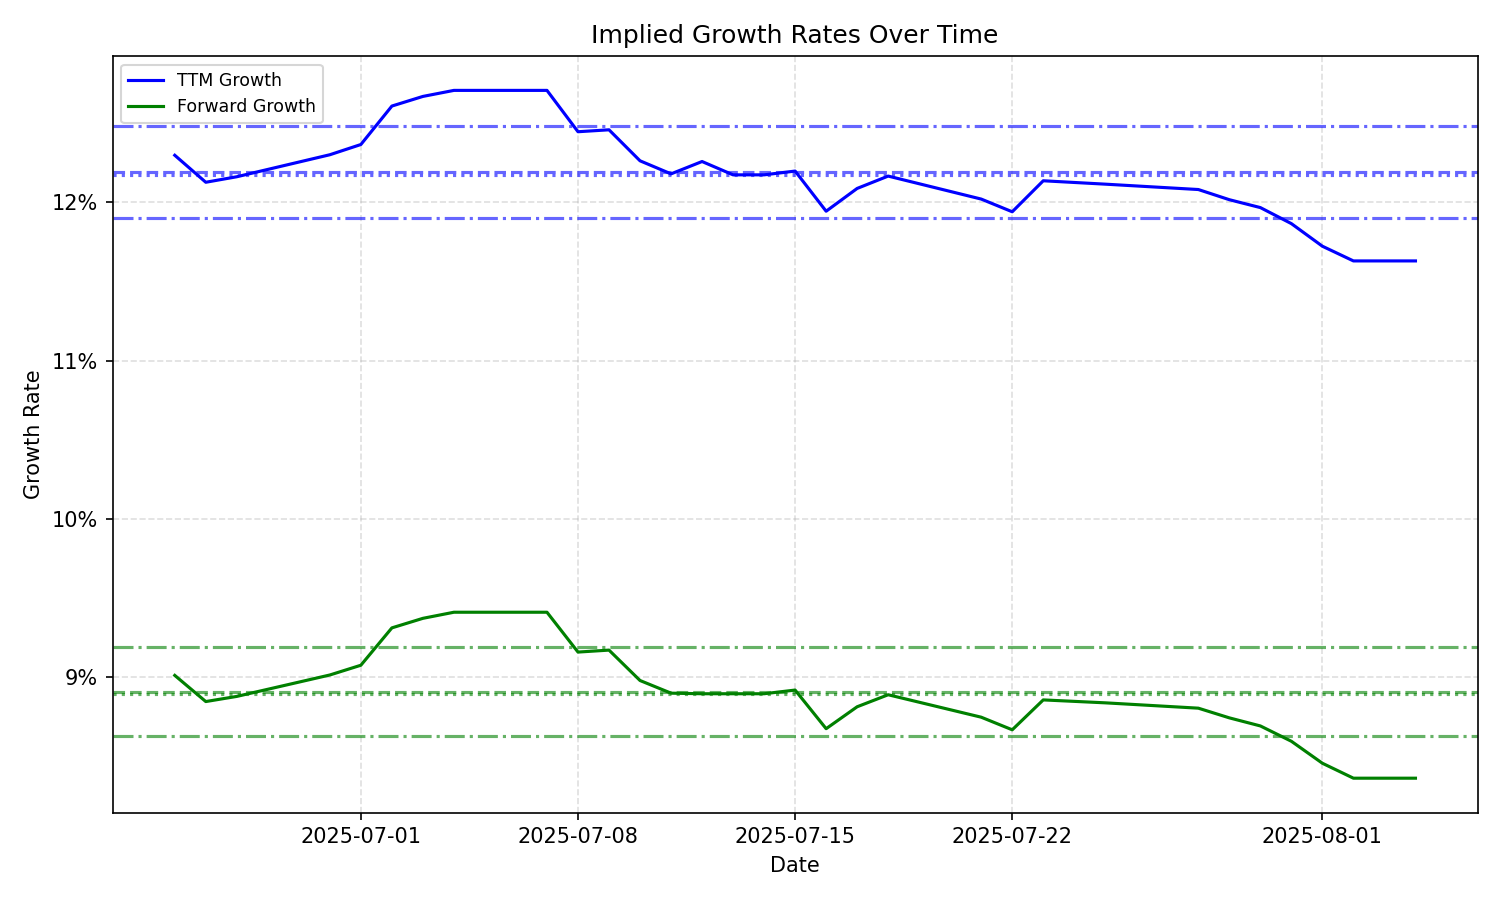 Implied Growth Rates Over Time
TTM Growth
Forward Growth
12%
11%
10%
9%
Growth Rate
2025-07-01
2025-07-08
2025-07-15
2025-07-22
2025-08-01
Date